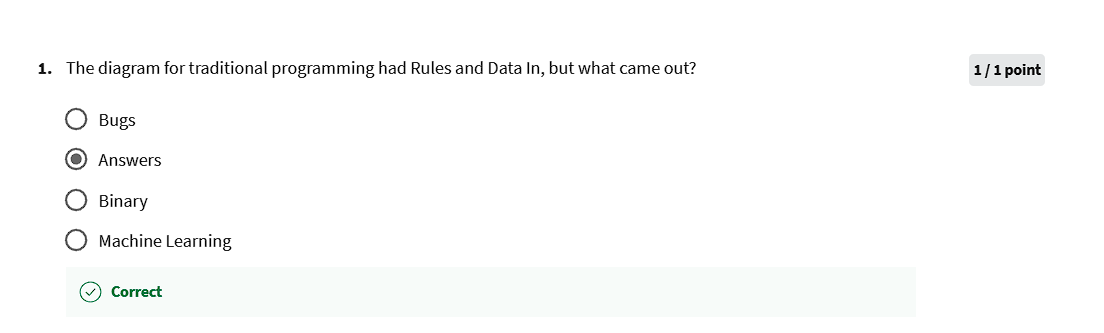 1. The diagram for traditional programming had Rules and Data In, but what came out?
1 / 1 point
Bugs
Answers
Binary
Machine Learning
Correct